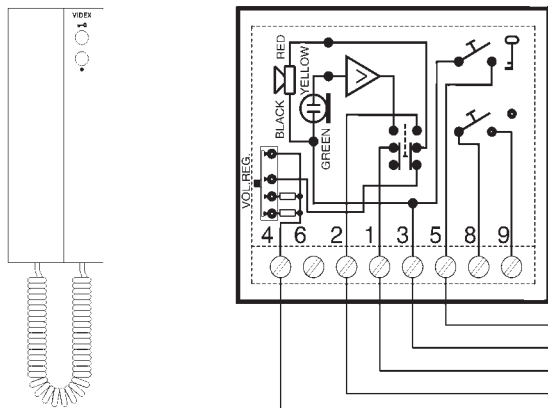 VIDEX
RED
BLACK
YELLOW
GREEN
VOL.REG.
4 6 2 1 3 5 8 9